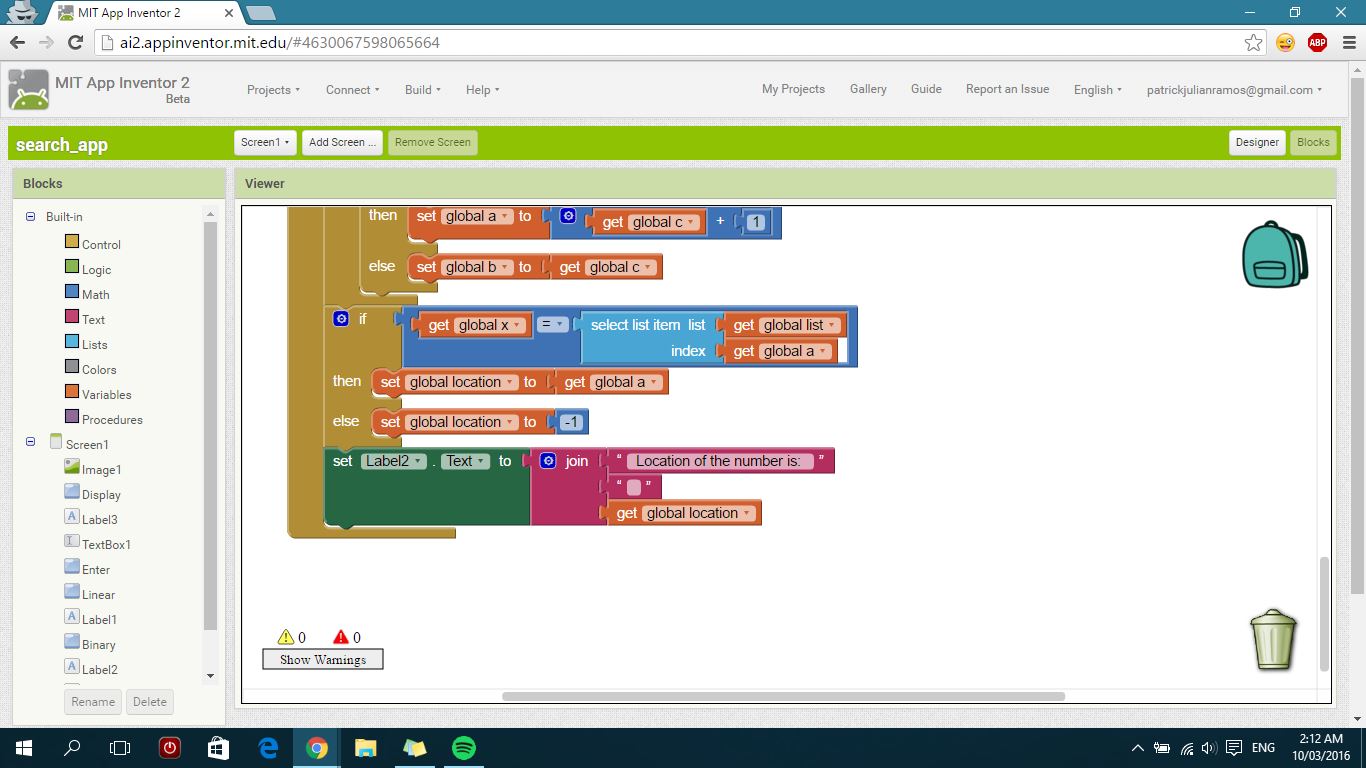 MIT App Inventor 2
ai2.appinventor.mit.edu/#4630067598065664
ABP
MIT App Inventor 2
Beta
Projects Connect Build Help
My Projects Gallery Guide Report an Issue English patrickjulianramos@gmail.com
search_app
Screen1 Add Screen ... Remove Screen
Designer Blocks
Blocks
Built-in
Control
Logic
Math
Text
Lists
Colors
Variables
Procedures
Screen1
Image1
Display
Label3
TextBox1
Enter
Linear
Label1
Binary
Label2
Rename Delete
Viewer
then set global a to get global c + 1
else set global b to get global c
if get global x = select list item list get global list
index get global a
then set global location to get global a
else set global location to -1
set Label2 . Text to join " Location of the number is: "
" "
get global location
0 0
Show Warnings
ENG
2:12 AM
10/03/2016